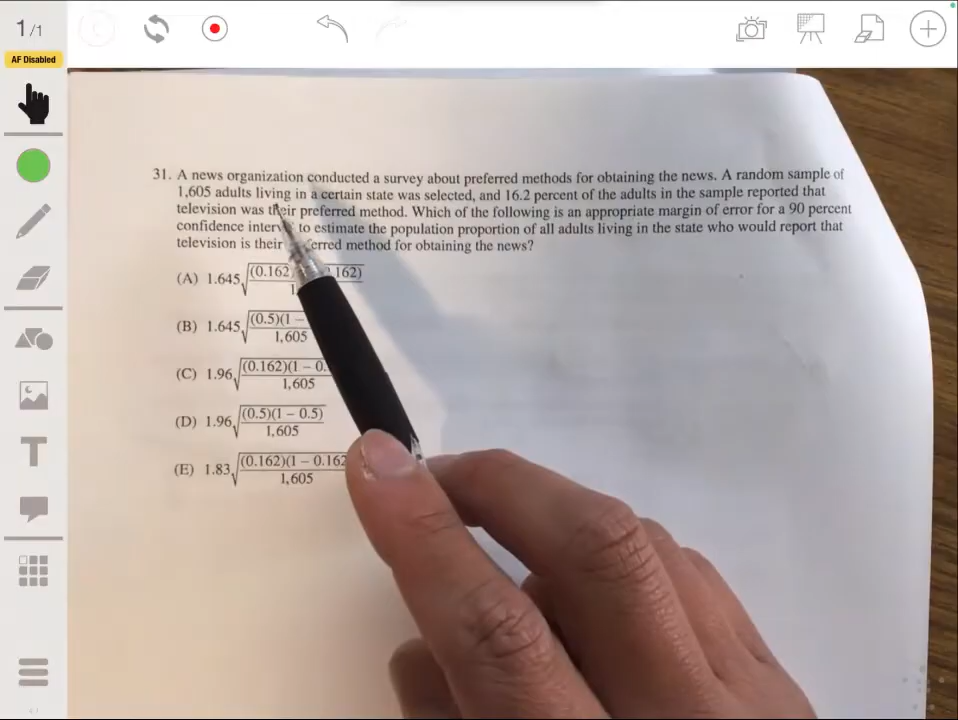 1/1
AF Disabled
T
31. A news organization conducted a survey about preferred methods for obtaining the news. A random sample of
1,605 adults living in a certain state was selected, and 16.2 percent of the adults in the sample reported that
television was their preferred method. Which of the following is an appropriate margin of error for a 90 percent
confidence to estimate the population proportion of all adults living in the state who would report that
television is their method for obtaining the news?
(A) 1.645√(0.162 0.162)
(B) 1.645√(0.5)(1 –
1,605
(C) 1.96√(0.162)(1 – 0.
1,605
(D) 1.96√(0.5)(1 – 0.5)
1,605
(E) 1.83√(0.162)(1 – 0.162
1,605